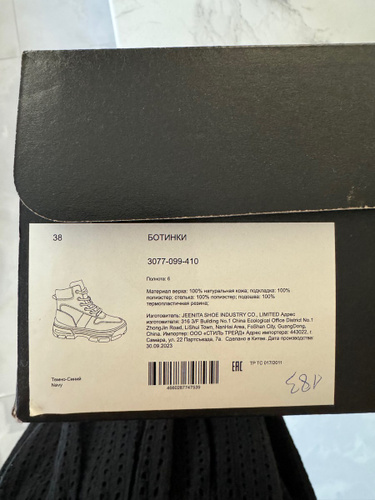 38
БОТИНКИ
3077-099-410
Полнота: 6
Материал верха: 100% натуральная кожа; подкладка: 100%
полиэстер; стелька: 100% полиэстер; подошва: 100%
термопластичная резина;
Изготовитель: JEENITA SHOE INDUSTRY CO., LIMITED Адрес
изготовителя: 316 3/F Building No.1 China Ecological Office District No.1
ZhongJin Road, LiShui Town, NanHai Area, FoShan City, GuangDong,
China. Импортер: ООО «СТИЛЬ ТРЕЙД» Адрес импортера: 443022, г.
Самара, ул. 22 Партсъезда, 7а. Сделано в Китае. Дата производства:
30.09.2023
Темно-Синий
Navy
EAC
ТР ТС 017/2011
183